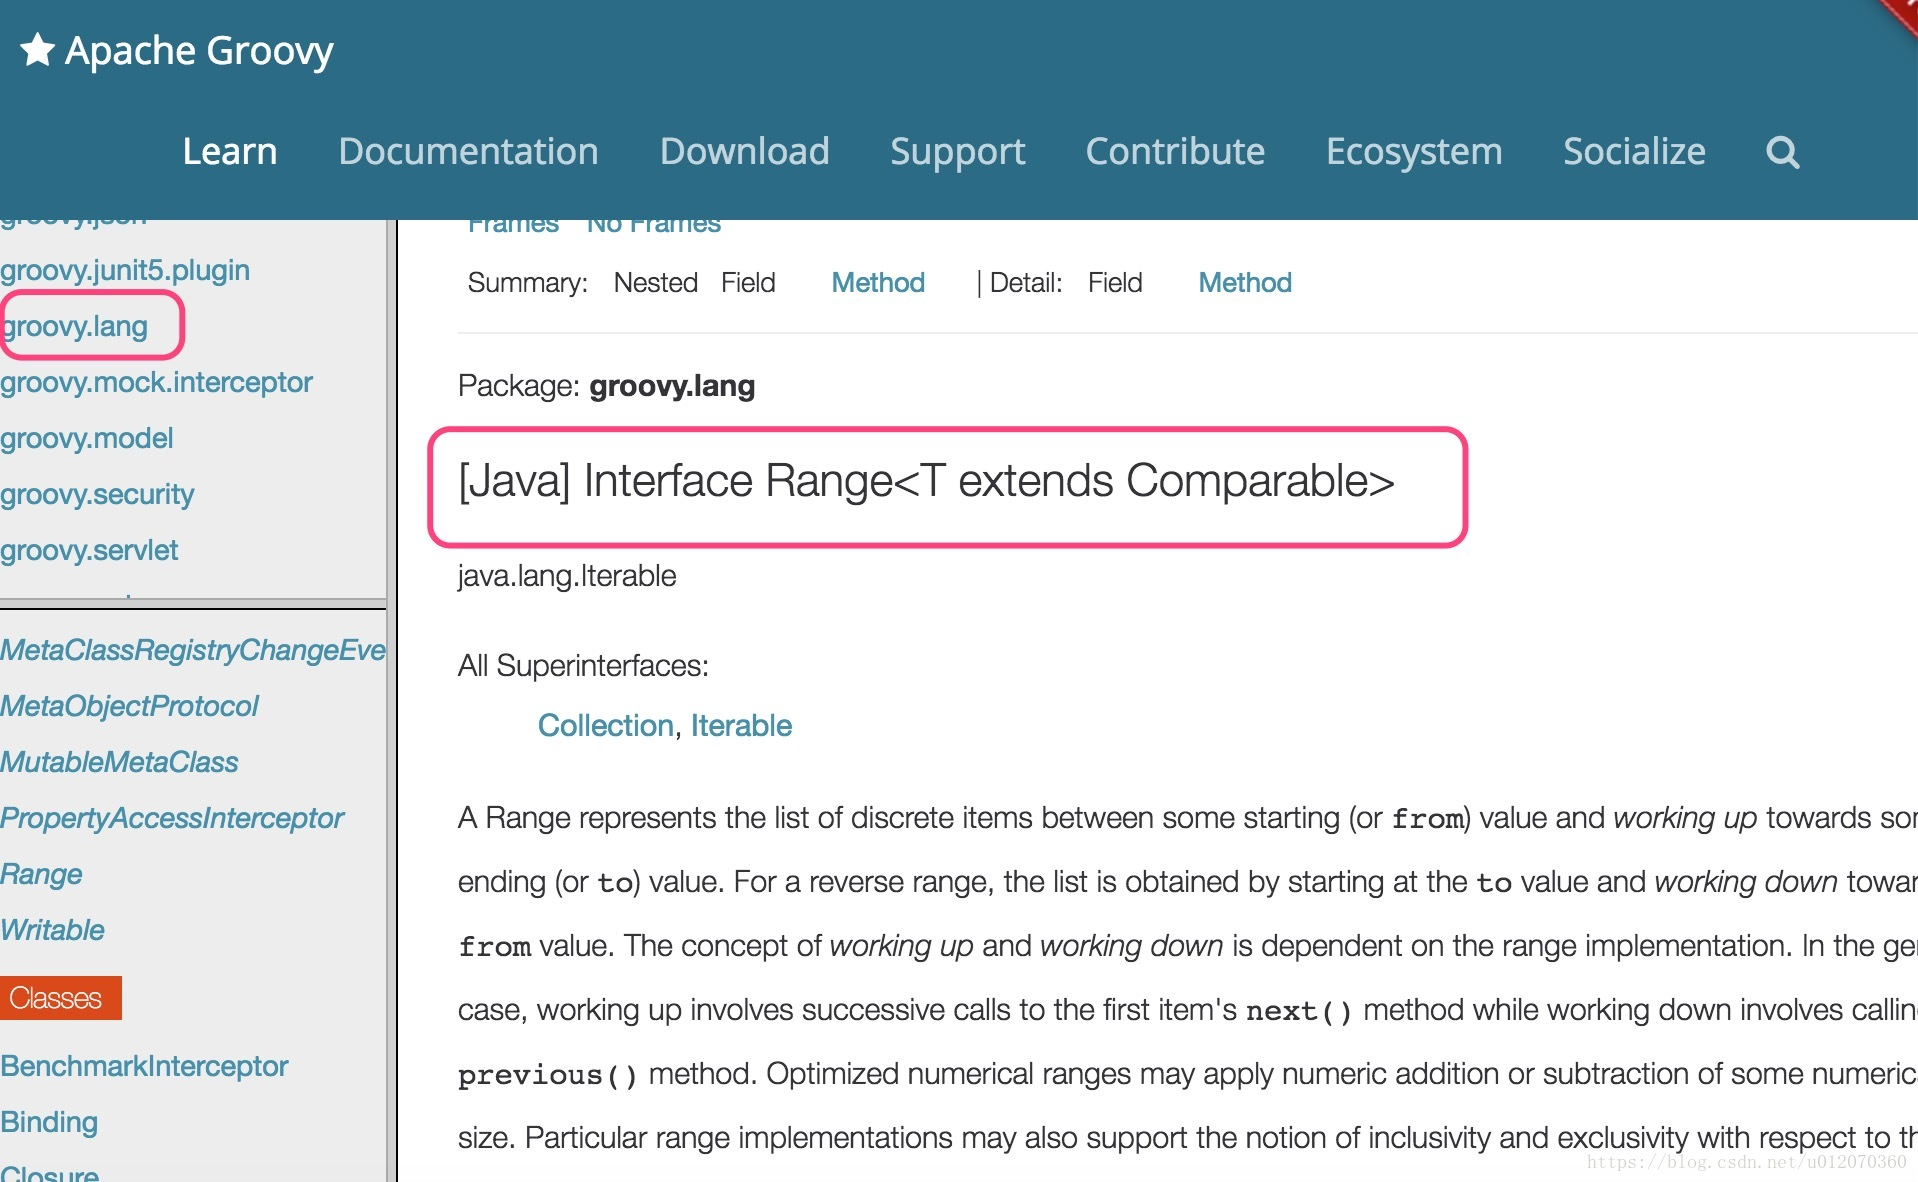 Apache Groovy
Learn Documentation Download Support Contribute Ecosystem Socialize
groovy.json
groovy.junit5.plugin
groovy.lang
groovy.mock.interceptor
groovy.model
groovy.security
groovy.servlet
MetaClassRegistryChangeEve
MetaObjectProtocol
MutableMetaClass
PropertyAccessInterceptor
Range
Writable
Classes
BenchmarkInterceptor
Binding
Closure
Frames No Frames
Summary: Nested Field Method | Detail: Field Method
Package: groovy.lang
[Java] Interface Range<T extends Comparable>
java.lang.Iterable
All Superinterfaces:
Collection, Iterable
A Range represents the list of discrete items between some starting (or from) value and working up towards so
ending (or to) value. For a reverse range, the list is obtained by starting at the to value and working down towar
from value. The concept of working up and working down is dependent on the range implementation. In the ge
case, working up involves successive calls to the first item's next() method while working down involves callin
previous() method. Optimized numerical ranges may apply numeric addition or subtraction of some numeric
size. Particular range implementations may also support the notion of inclusivity and exclusivity with respect to th
https://blog.csdn.net/u012070360